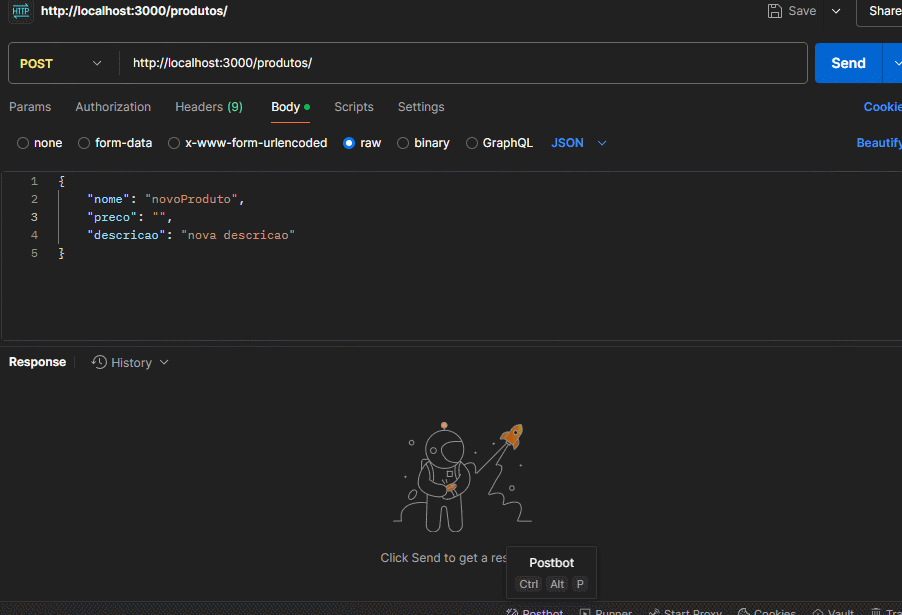 HTTP http://localhost:3000/produtos/ Save Share
POST http://localhost:3000/produtos/ Send
Params Authorization Headers (9) Body Scripts Settings Cookie
none form-data x-www-form-urlencoded raw binary GraphQL JSON Beautify
1 {
2 "nome": "novoProduto",
3 "preco": "",
4 "descricao": "nova descricao"
5 }
Response History
Click Send to get a res
Postbot
Ctrl Alt P
Postbot Runner Start Proxy Cookies Vault Tra